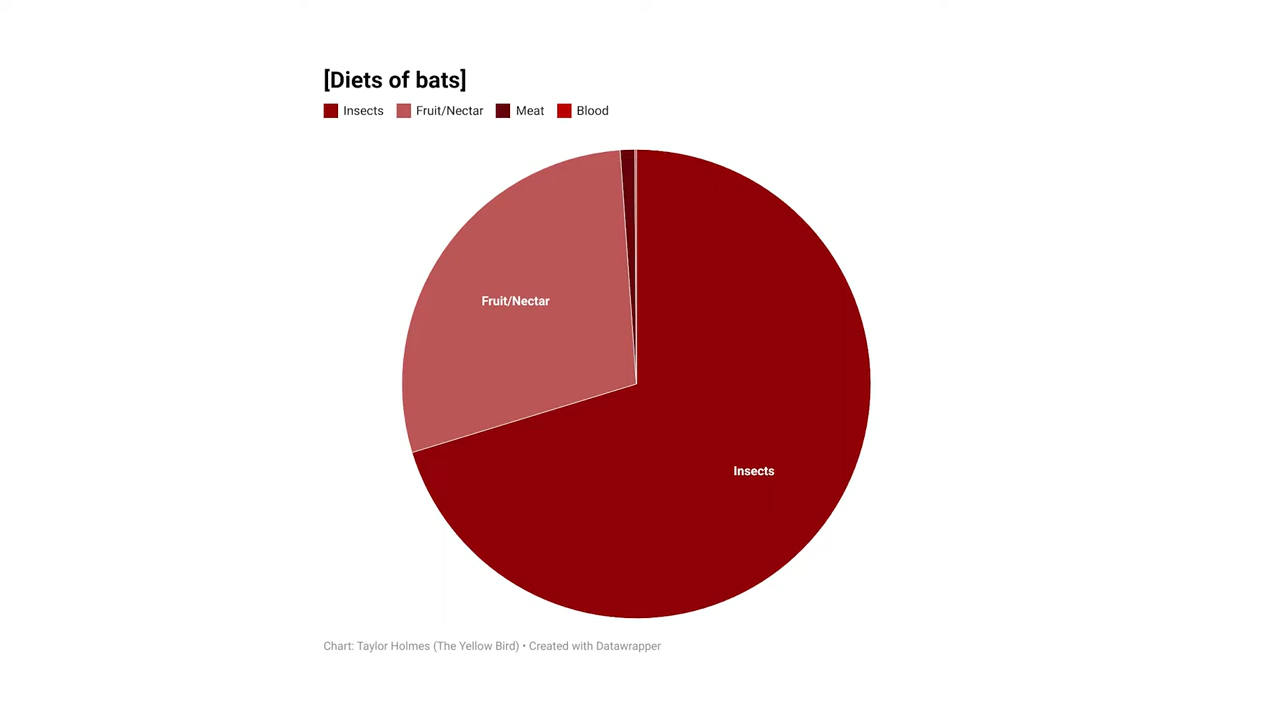 [Diets of bats]
Insects Fruit/Nectar Meat Blood
Fruit/Nectar
Insects
Chart: Taylor Holmes (The Yellow Bird) • Created with Datawrapper